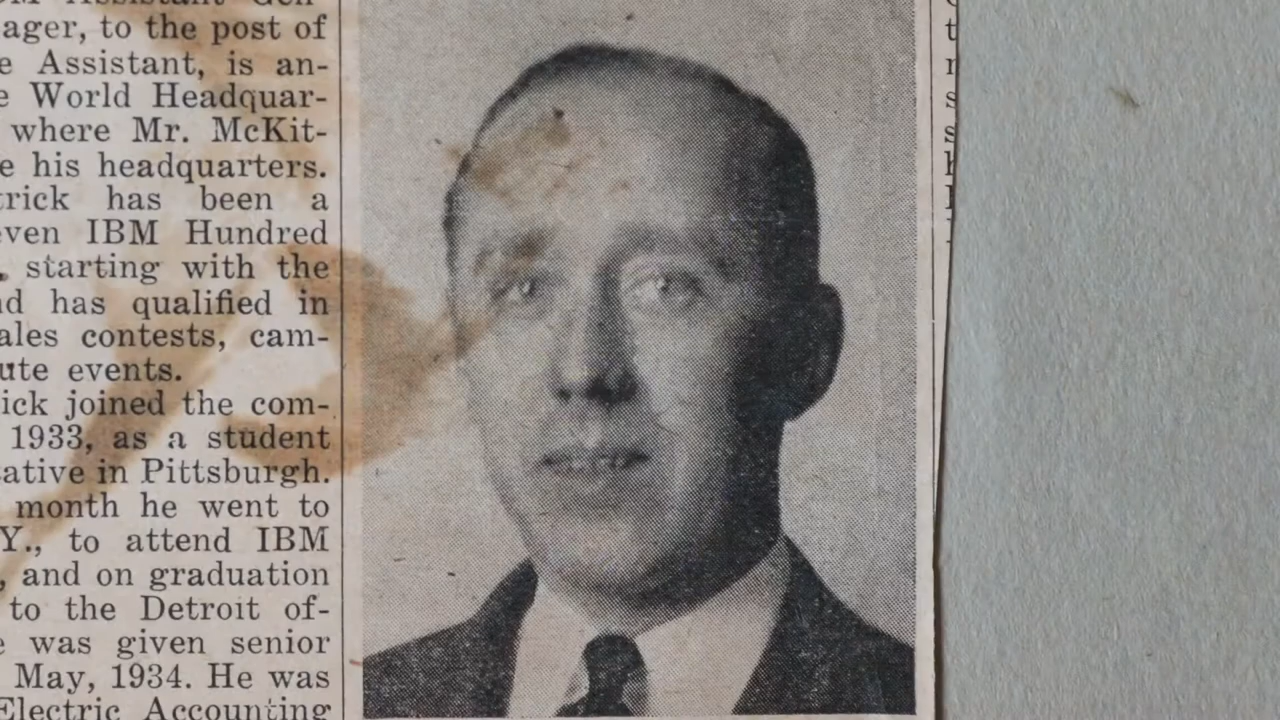 Assistant Gen-
ager, to the post of
e Assistant, is an-
e World Headquar-
where Mr. McKit-
e his headquarters.
trick has been a
even IBM Hundred
. starting with the
nd has qualified in
ales contests, cam-
ute events.
ick joined the com-
1933, as a student
tative in Pittsburgh.
month he went to
Y., to attend IBM
, and on graduation
to the Detroit of-
e was given senior
May, 1934. He was
Electric Accounting